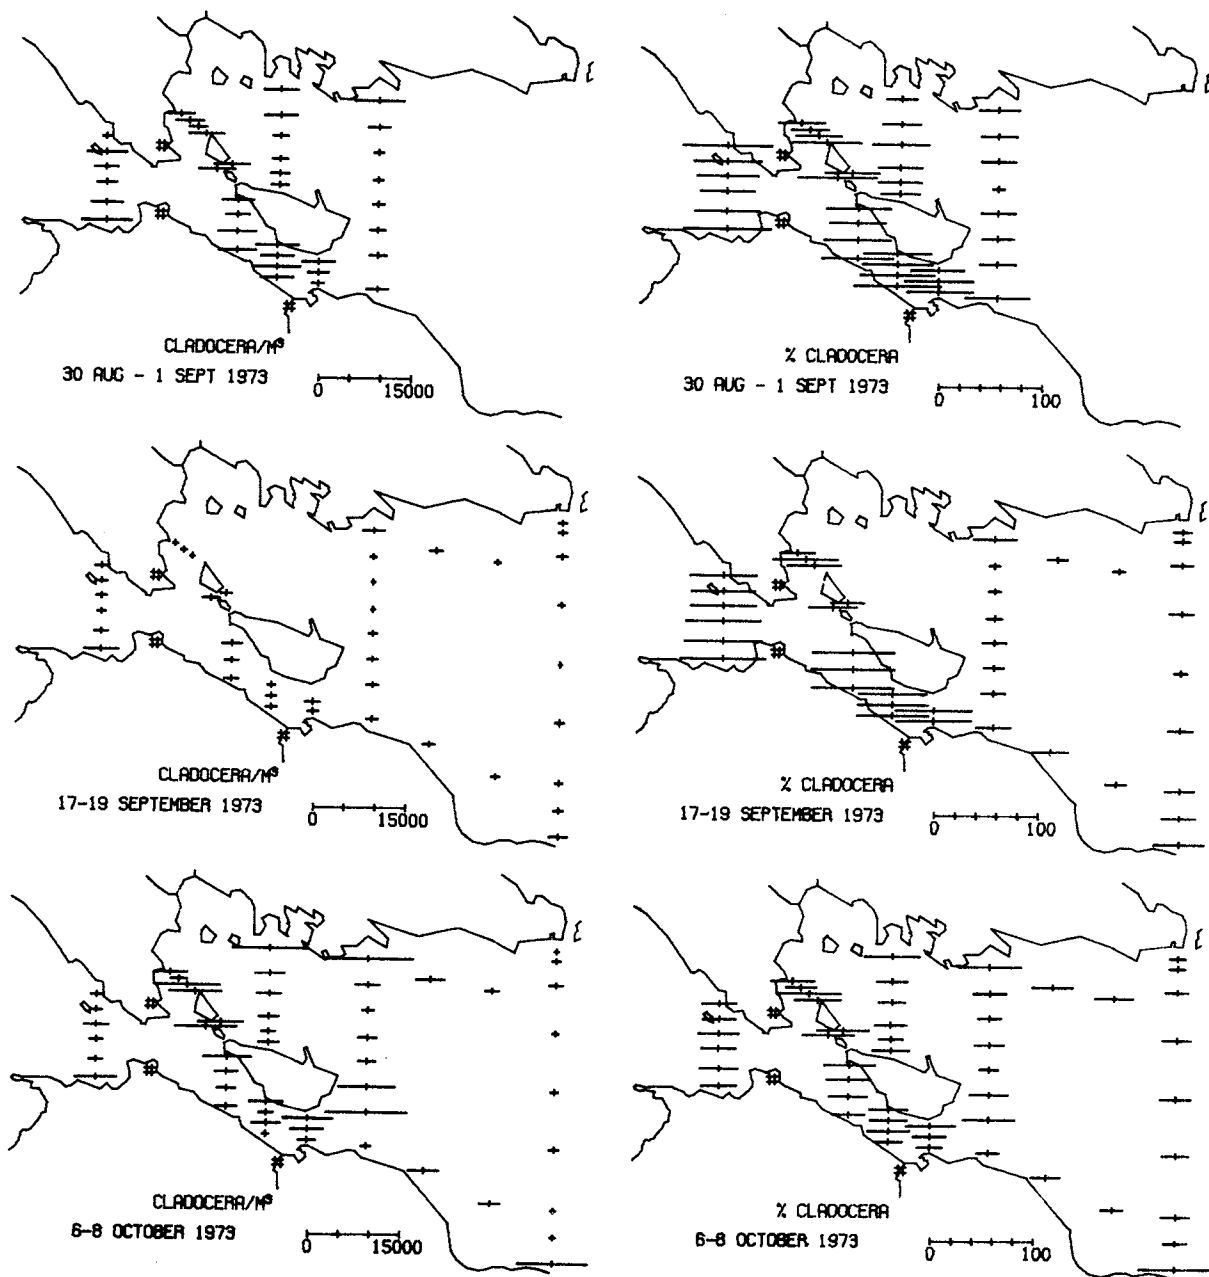 CLADOCERA/M³
30 AUG - 1 SEPT 1973
0 15000
% CLADOCERA
30 AUG - 1 SEPT 1973
0 100
CLADOCERA/M³
17-19 SEPTEMBER 1973
0 15000
% CLADOCERA
17-19 SEPTEMBER 1973
0 100
CLADOCERA/M³
6-8 OCTOBER 1973
0 15000
% CLADOCERA
6-8 OCTOBER 1973
0 100